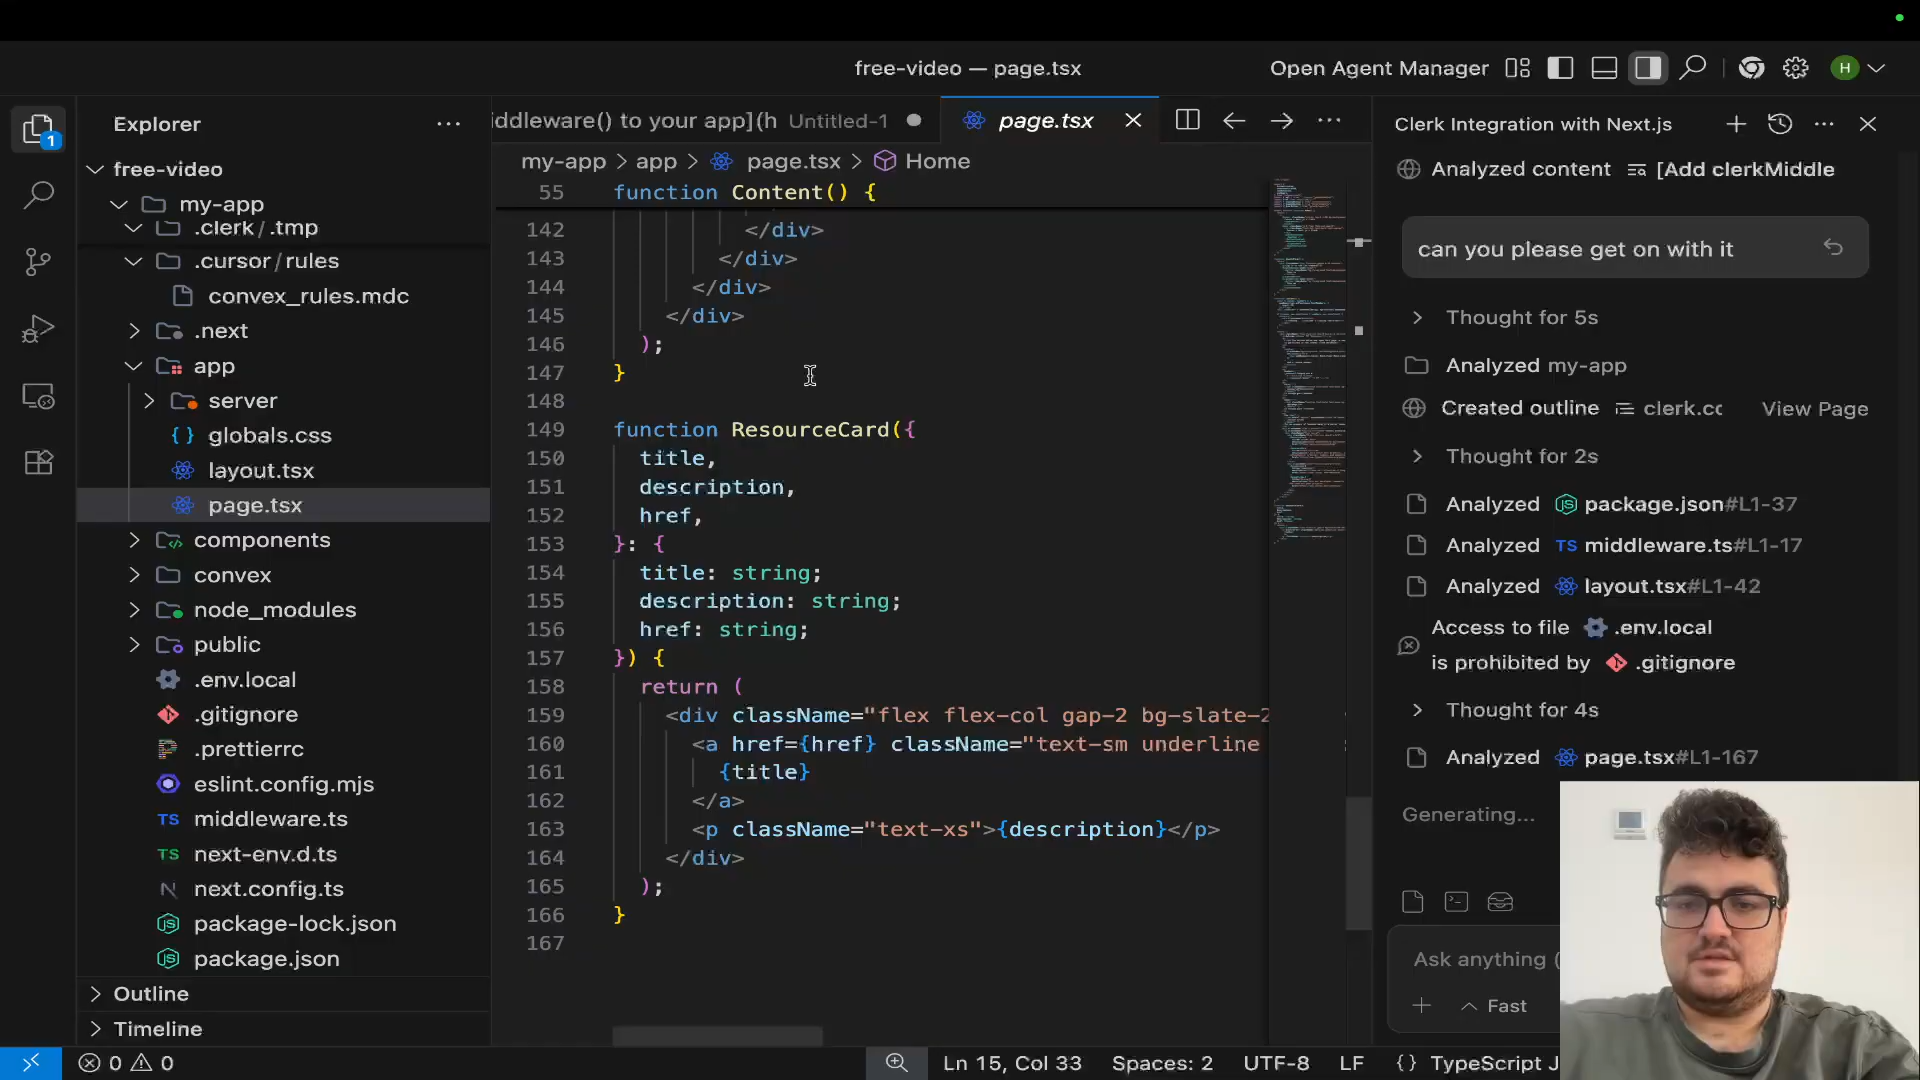 free-video — page.tsx
Open Agent Manager
H
Explorer
free-video
my-app
.clerk / .tmp
.cursor / rules
convex_rules.mdc
.next
app
server
globals.css
layout.tsx
page.tsx
components
convex
node_modules
public
.env.local
.gitignore
.prettierrc
eslint.config.mjs
middleware.ts
next-env.d.ts
next.config.ts
package-lock.json
package.json
Outline
Timeline
1
iddleware() to your app](h Untitled-1
page.tsx
my-app > app > page.tsx > Home
55 function Content() {
142 </div>
143 </div>
144 </div>
145 </div>
146 );
147 }
148
149 function ResourceCard({
150 title,
151 description,
152 href,
153 }: {
154 title: string;
155 description: string;
156 href: string;
157 }) {
158 return (
159 <div className="flex flex-col gap-2 bg-slate-2
160 <a href={href} className="text-sm underline
161 {title}
162 </a>
163 <p className="text-xs">{description}</p>
164 </div>
165 );
166 }
167
Clerk Integration with Next.js
Analyzed content [Add clerkMiddle
can you please get on with it
Thought for 5s
Analyzed my-app
Created outline clerk.cc View Page
Thought for 2s
Analyzed package.json#L1-37
Analyzed TS middleware.ts#L1-17
Analyzed layout.tsx#L1-42
Access to file .env.local
is prohibited by .gitignore
Thought for 4s
Analyzed page.tsx#L1-167
Generating...
Ask anything (
Fast
0 0
Ln 15, Col 33
Spaces: 2
UTF-8
LF
{} TypeScript J